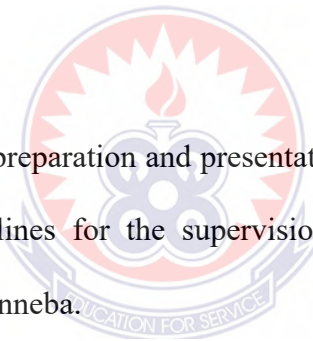 preparation and presentat
lines for the supervisio
nneba.
EDUCATION FOR SERVICE